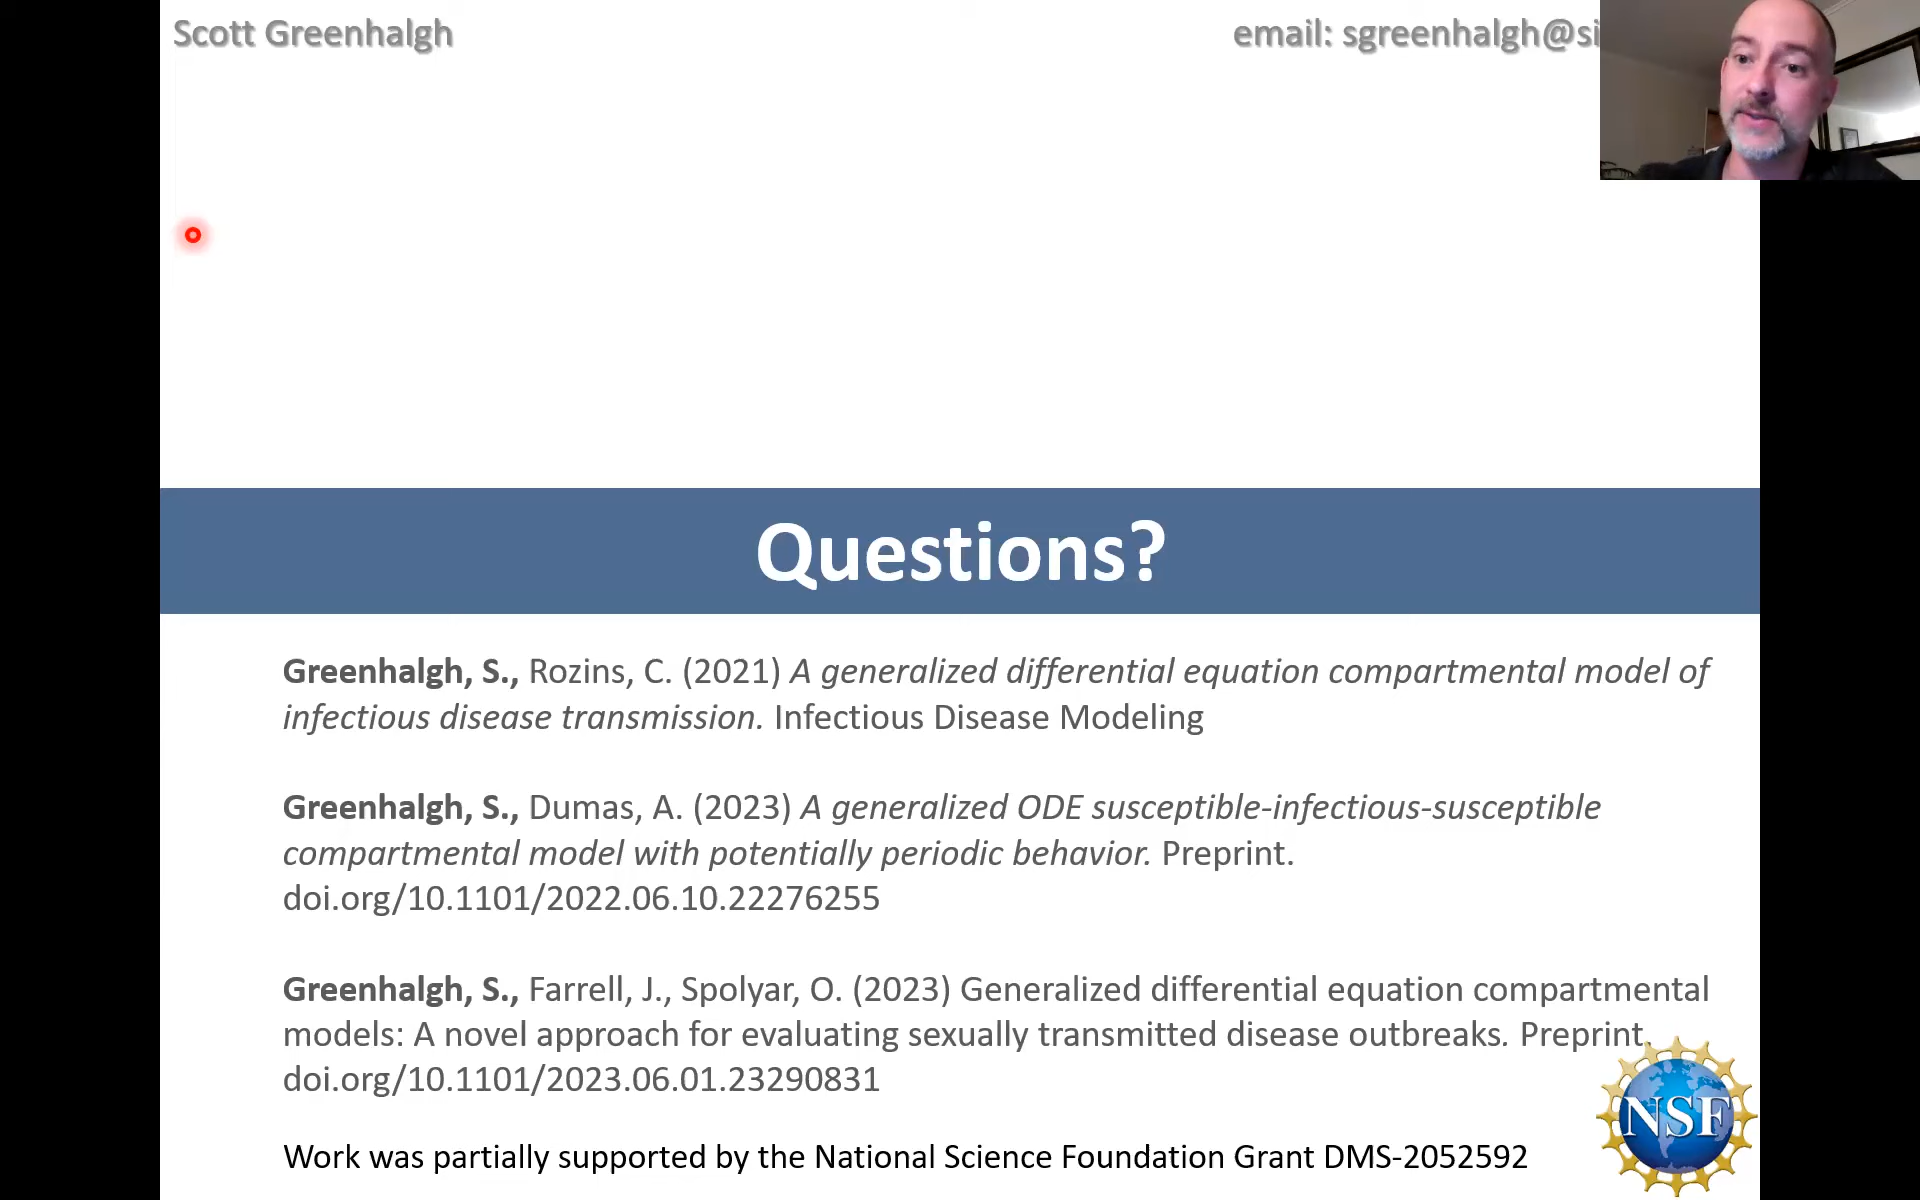 Scott Greenhalgh
email: sgreenhalgh@si
Questions?
Greenhalgh, S., Rozins, C. (2021) A generalized differential equation compartmental model of
infectious disease transmission. Infectious Disease Modeling
Greenhalgh, S., Dumas, A. (2023) A generalized ODE susceptible-infectious-susceptible
compartmental model with potentially periodic behavior. Preprint.
doi.org/10.1101/2022.06.10.22276255
Greenhalgh, S., Farrell, J., Spolyar, O. (2023) Generalized differential equation compartmental
models: A novel approach for evaluating sexually transmitted disease outbreaks. Preprint.
doi.org/10.1101/2023.06.01.23290831
NSF
Work was partially supported by the National Science Foundation Grant DMS-2052592